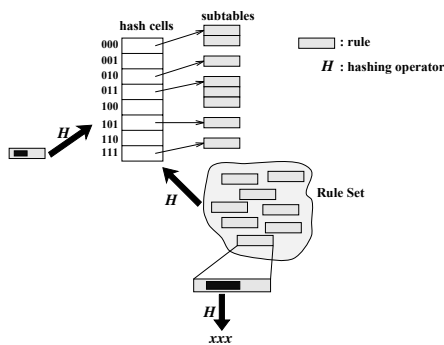 hash cells
subtables
000
001
010
011
100
101
110
111
: rule
H : hashing operator
H
H
Rule Set
H
xxx